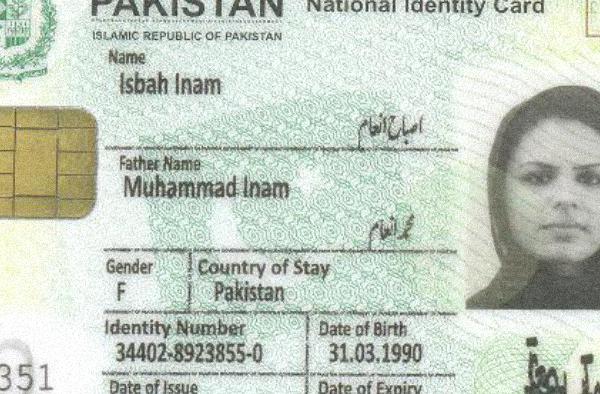 PAKISTAN National Identity Card
ISLAMIC REPUBLIC OF PAKISTAN
Name
Isbah Inam
اصباح انعام
Father Name
Muhammad Inam
محمد انعام
Gender Country of Stay
F Pakistan
Identity Number Date of Birth
34402-8923855-0 31.03.1990
351
Date of Issue Date of Expiry